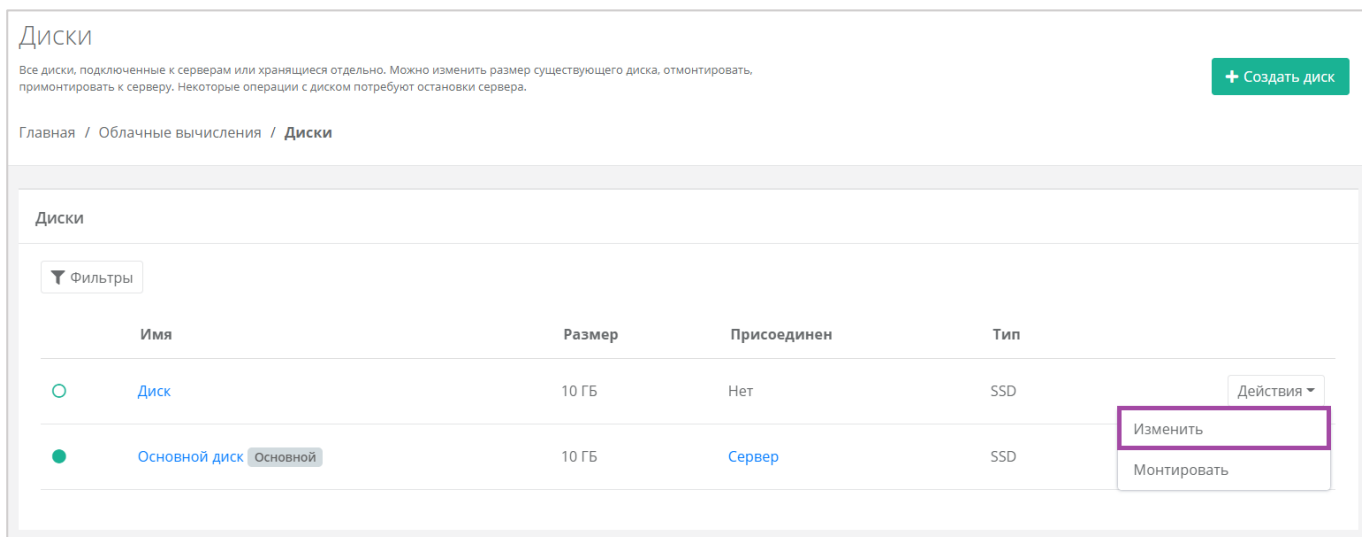 Диски
Все диски, подключенные к серверам или хранящиеся отдельно. Можно изменить размер существующего диска, отмонтировать,
примонтировать к серверу. Некоторые операции с диском потребуют остановки сервера.
+ Создать диск
Главная / Облачные вычисления / Диски
Диски
Фильтры
Имя Размер Присоединен Тип
Диск 10 ГБ Нет SSD Действия
Изменить
Основной диск Основной 10 ГБ Сервер SSD
Монтировать